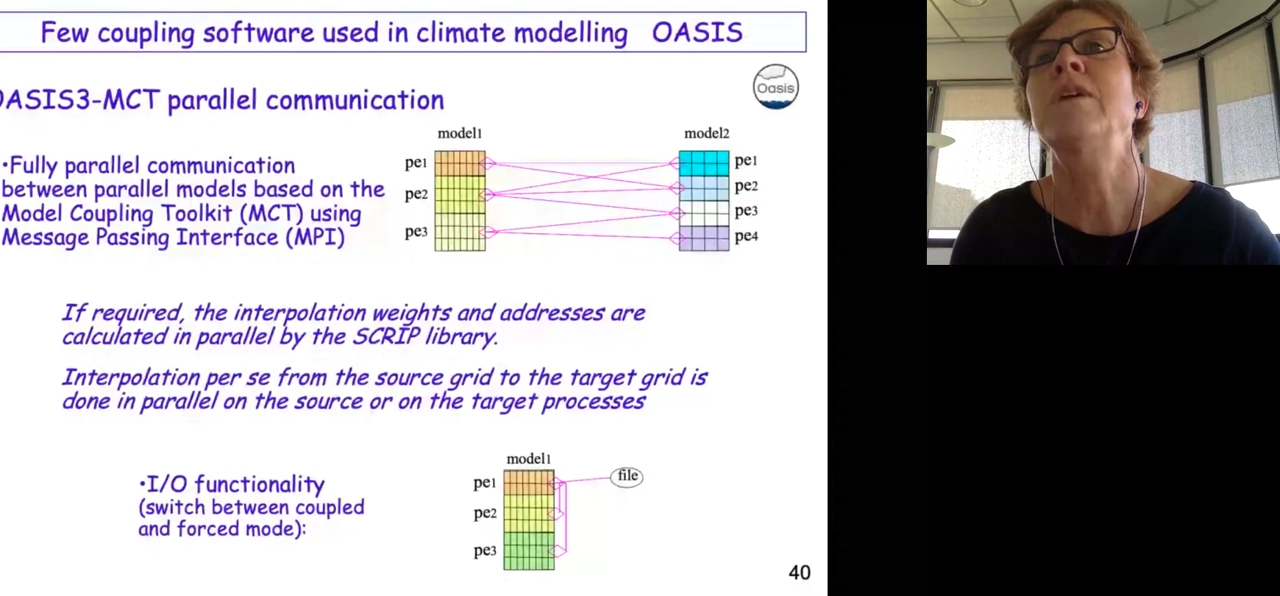 Few coupling software used in climate modelling OASIS
OASIS3-MCT parallel communication
Oasis
model1
model2
•Fully parallel communication
between parallel models based on the
Model Coupling Toolkit (MCT) using
Message Passing Interface (MPI)
pe1
pe2
pe3
pe1
pe2
pe3
pe4
If required, the interpolation weights and addresses are
calculated in parallel by the SCRIP library.
Interpolation per se from the source grid to the target grid is
done in parallel on the source or on the target processes
•I/O functionality
(switch between coupled
and forced mode):
model1
pe1
pe2
pe3
file
40